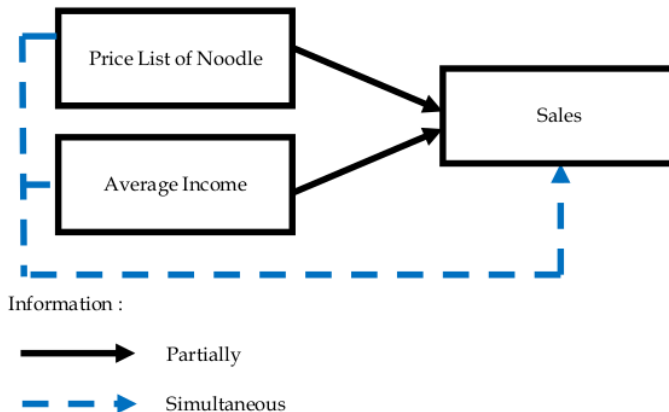 Price List of Noodle
Sales
Average Income
Information :
Partially
Simultaneous